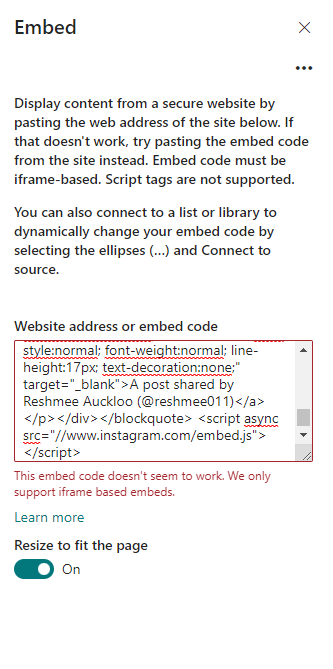 Embed
Display content from a secure website by
pasting the web address of the site below. If
that doesn't work, try pasting the embed code
from the site instead. Embed code must be
iframe-based. Script tags are not supported.
You can also connect to a list or library to
dynamically change your embed code by
selecting the ellipses (...) and Connect to
source.
Website address or embed code
style:normal; font-weight:normal; line-
height:17px; text-decoration:none;"
target="_blank">A post shared by
Reshmee Auckloo (@reshmee011)</a>
</p></div></blockquote> <script async
src="//www.instagram.com/embed.js">
</script>
This embed code doesn't seem to work. We only
support iframe based embeds.
Learn more
Resize to fit the page
On